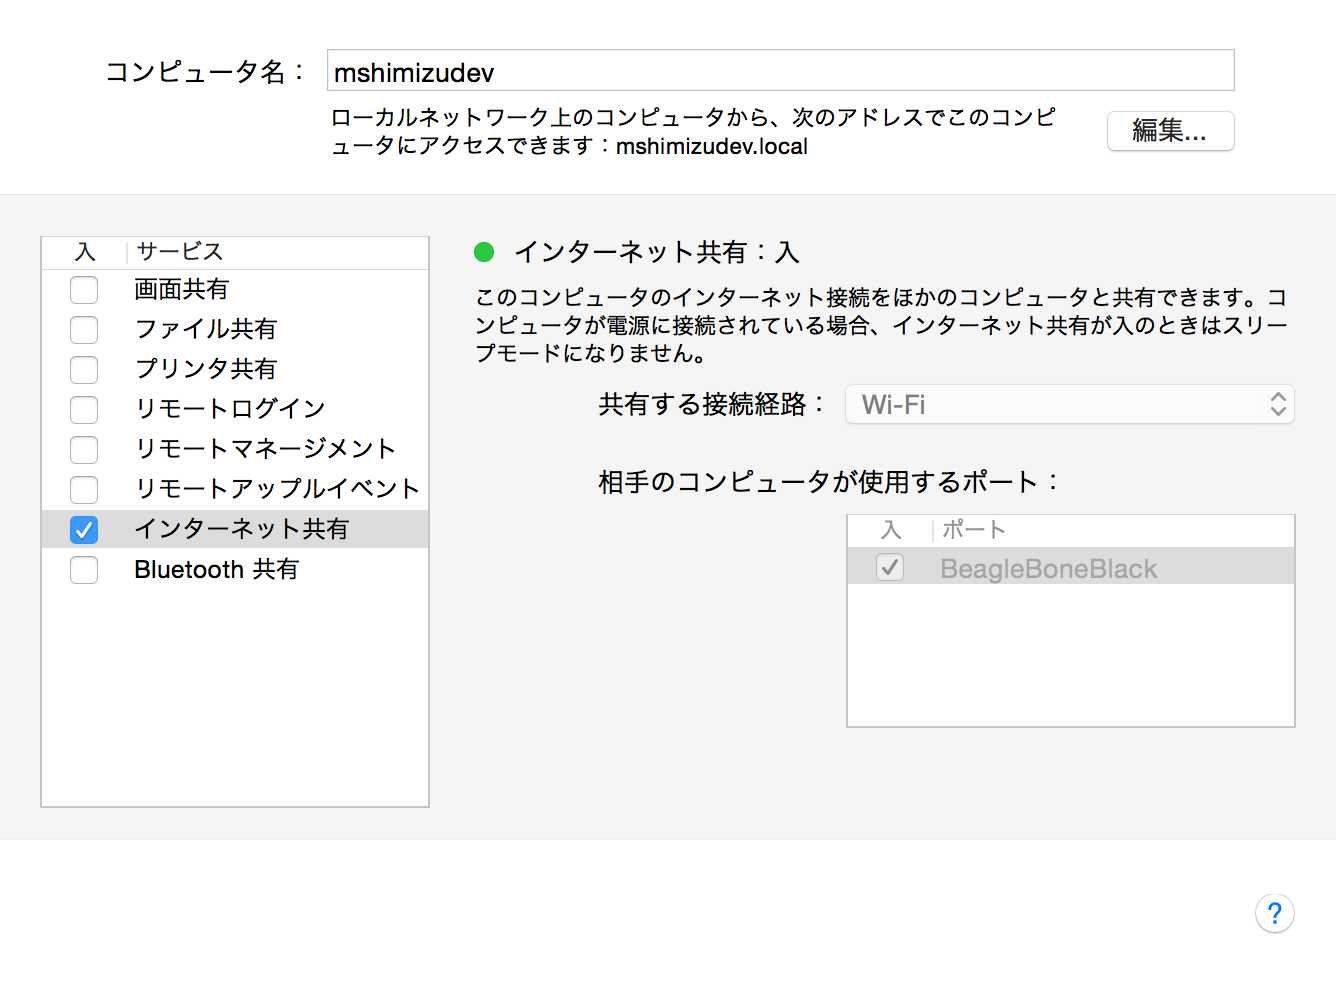 コンピュータ名： mshimizudev
ローカルネットワーク上のコンピュータから、次のアドレスでこのコンピ
ュータにアクセスできます：mshimizudev.local
編集...
入 サービス
画面共有
ファイル共有
プリンタ共有
リモートログイン
リモートマネージメント
リモートアップルイベント
インターネット共有
Bluetooth 共有
インターネット共有：入
このコンピュータのインターネット接続をほかのコンピュータと共有できます。コ
ンピュータが電源に接続されている場合、インターネット共有が入のときはスリー
プモードになりません。
共有する接続経路： Wi-Fi
相手のコンピュータが使用するポート：
入 ポート
BeagleBoneBlack
?